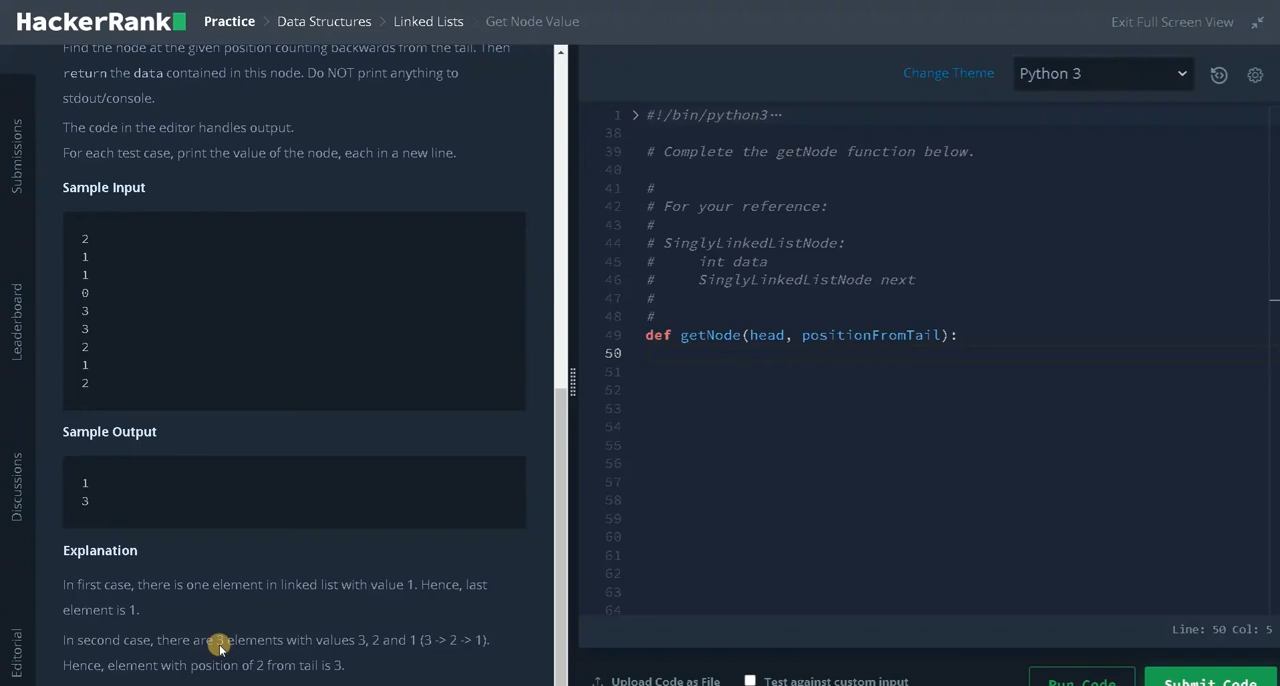 HackerRank Practice > Data Structures > Linked Lists > Get Node Value Exit Full Screen View
Submissions
Leaderboard
Discussions
Editorial
Find the node at the given position counting backwards from the tail. Then
return the data contained in this node. Do NOT print anything to
stdout/console.
The code in the editor handles output.
For each test case, print the value of the node, each in a new line.
Sample Input
2
1
1
0
3
3
2
1
2
Sample Output
1
3
Explanation
In first case, there is one element in linked list with value 1. Hence, last
element is 1.
In second case, there are 3 elements with values 3, 2 and 1 (3 -> 2 -> 1).
Hence, element with position of 2 from tail is 3.
Change Theme Python 3
1 > #!/bin/python3…
38
39 # Complete the getNode function below.
40
41 #
42 # For your reference:
43 #
44 # SinglyLinkedListNode:
45 #     int data
46 #     SinglyLinkedListNode next
47 #
48 #
49 def getNode(head, positionFromTail):
50
51
52
53
54
55
56
57
58
59
60
61
62
63
64
Line: 50 Col: 5
Upload Code as File Test against custom input Run Code Submit Code